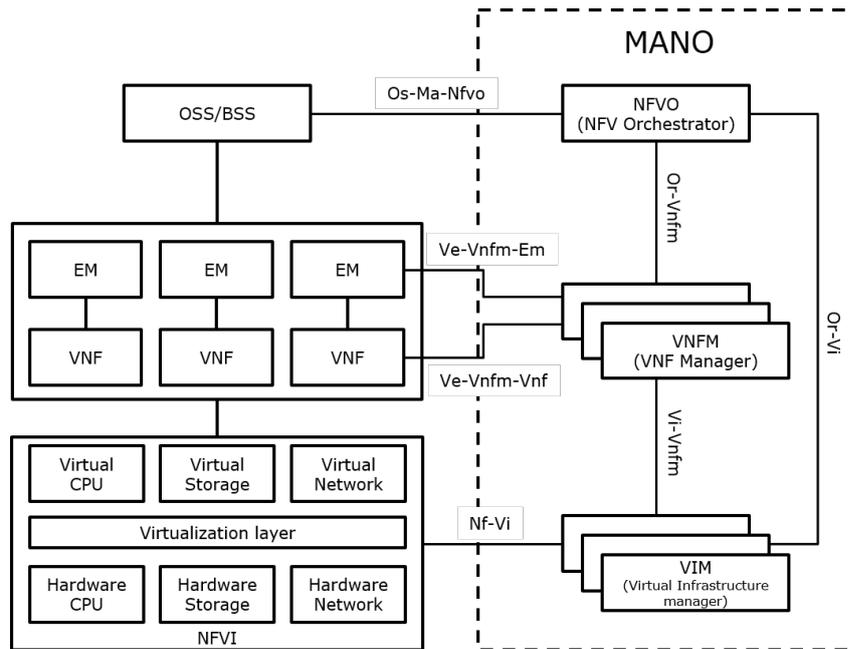 MANO
Os-Ma-Nfvo
OSS/BSS
NFVO
(NFV Orchestrator)
Or-Vnfm
Ve-Vnfm-Em
EM
EM
EM
VNF
VNF
VNF
Ve-Vnfm-Vnf
VNFM
(VNF Manager)
Or-Vi
Vi-Vnfm
Virtual
CPU
Virtual
Storage
Virtual
Network
Virtualization layer
Hardware
CPU
Hardware
Storage
Hardware
Network
NFVI
Nf-Vi
VIM
(Virtual Infrastructure
manager)